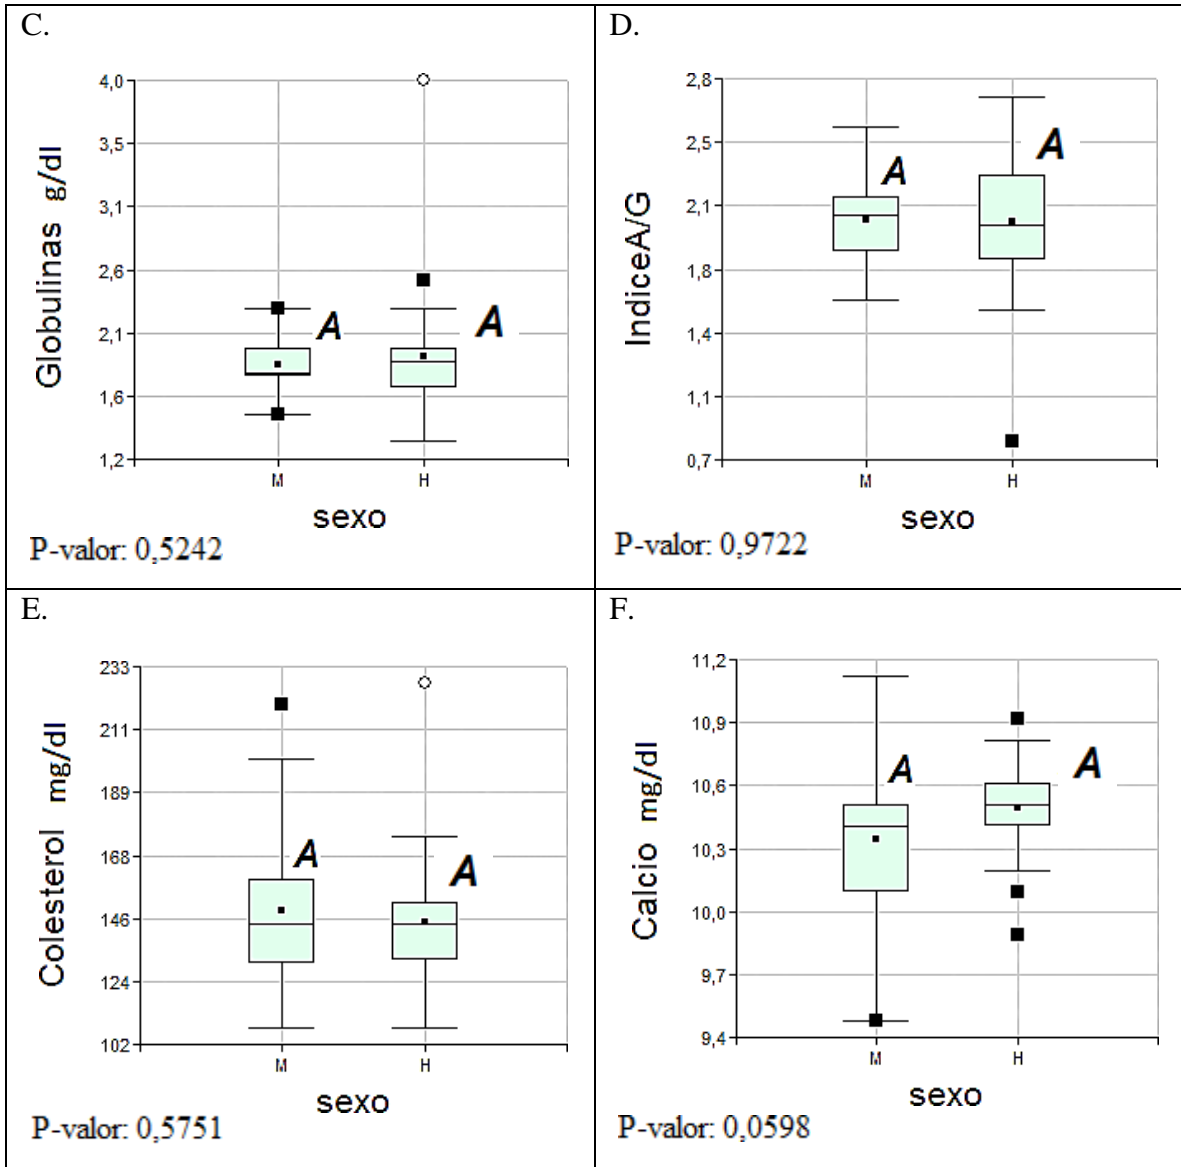 C.
Globulinas g/dl
4,0
3,5
3,1
2,6
2,1
1,6
1,2
A
A
M
H
sexo
P-valor: 0,5242
D.
IndiceA/G
2,8
2,5
2,1
1,8
1,4
1,1
0,7
A
A
M
H
sexo
P-valor: 0,9722
E.
Colesterol mg/dl
233
211
189
168
146
124
102
A
A
M
H
sexo
P-valor: 0,5751
F.
Calcio mg/dl
11,2
10,9
10,6
10,3
10,0
9,7
9,4
A
A
M
H
sexo
P-valor: 0,0598